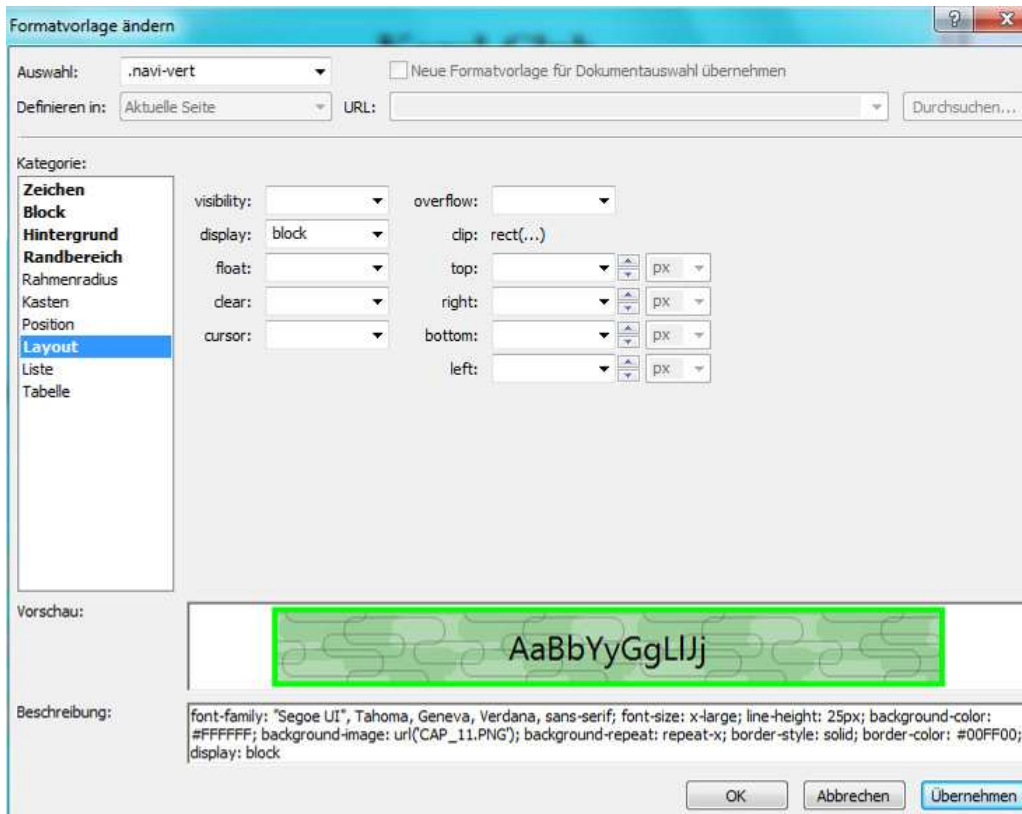 Formatvorlage ändern
Auswahl: .navi-vert Neue Formatvorlage für Dokumentauswahl übernehmen
Definieren in: Aktuelle Seite URL: Durchsuchen...
Kategorie:
Zeichen
Block
Hintergrund
Randbereich
Rahmenradius
Kasten
Position
Layout
Liste
Tabelle
visibility: overflow:
display: block clip: rect(...)
float: top: px
clear: right: px
cursor: bottom: px
left: px
Vorschau:
AaBbYyGgLlJj
Beschreibung:
font-family: "Segoe UI", Tahoma, Geneva, Verdana, sans-serif; font-size: x-large; line-height: 25px; background-color:
#FFFFFF; background-image: url('CAP_11.PNG'); background-repeat: repeat-x; border-style: solid; border-color: #00FF00;
display: block
OK Abbrechen Übernehmen